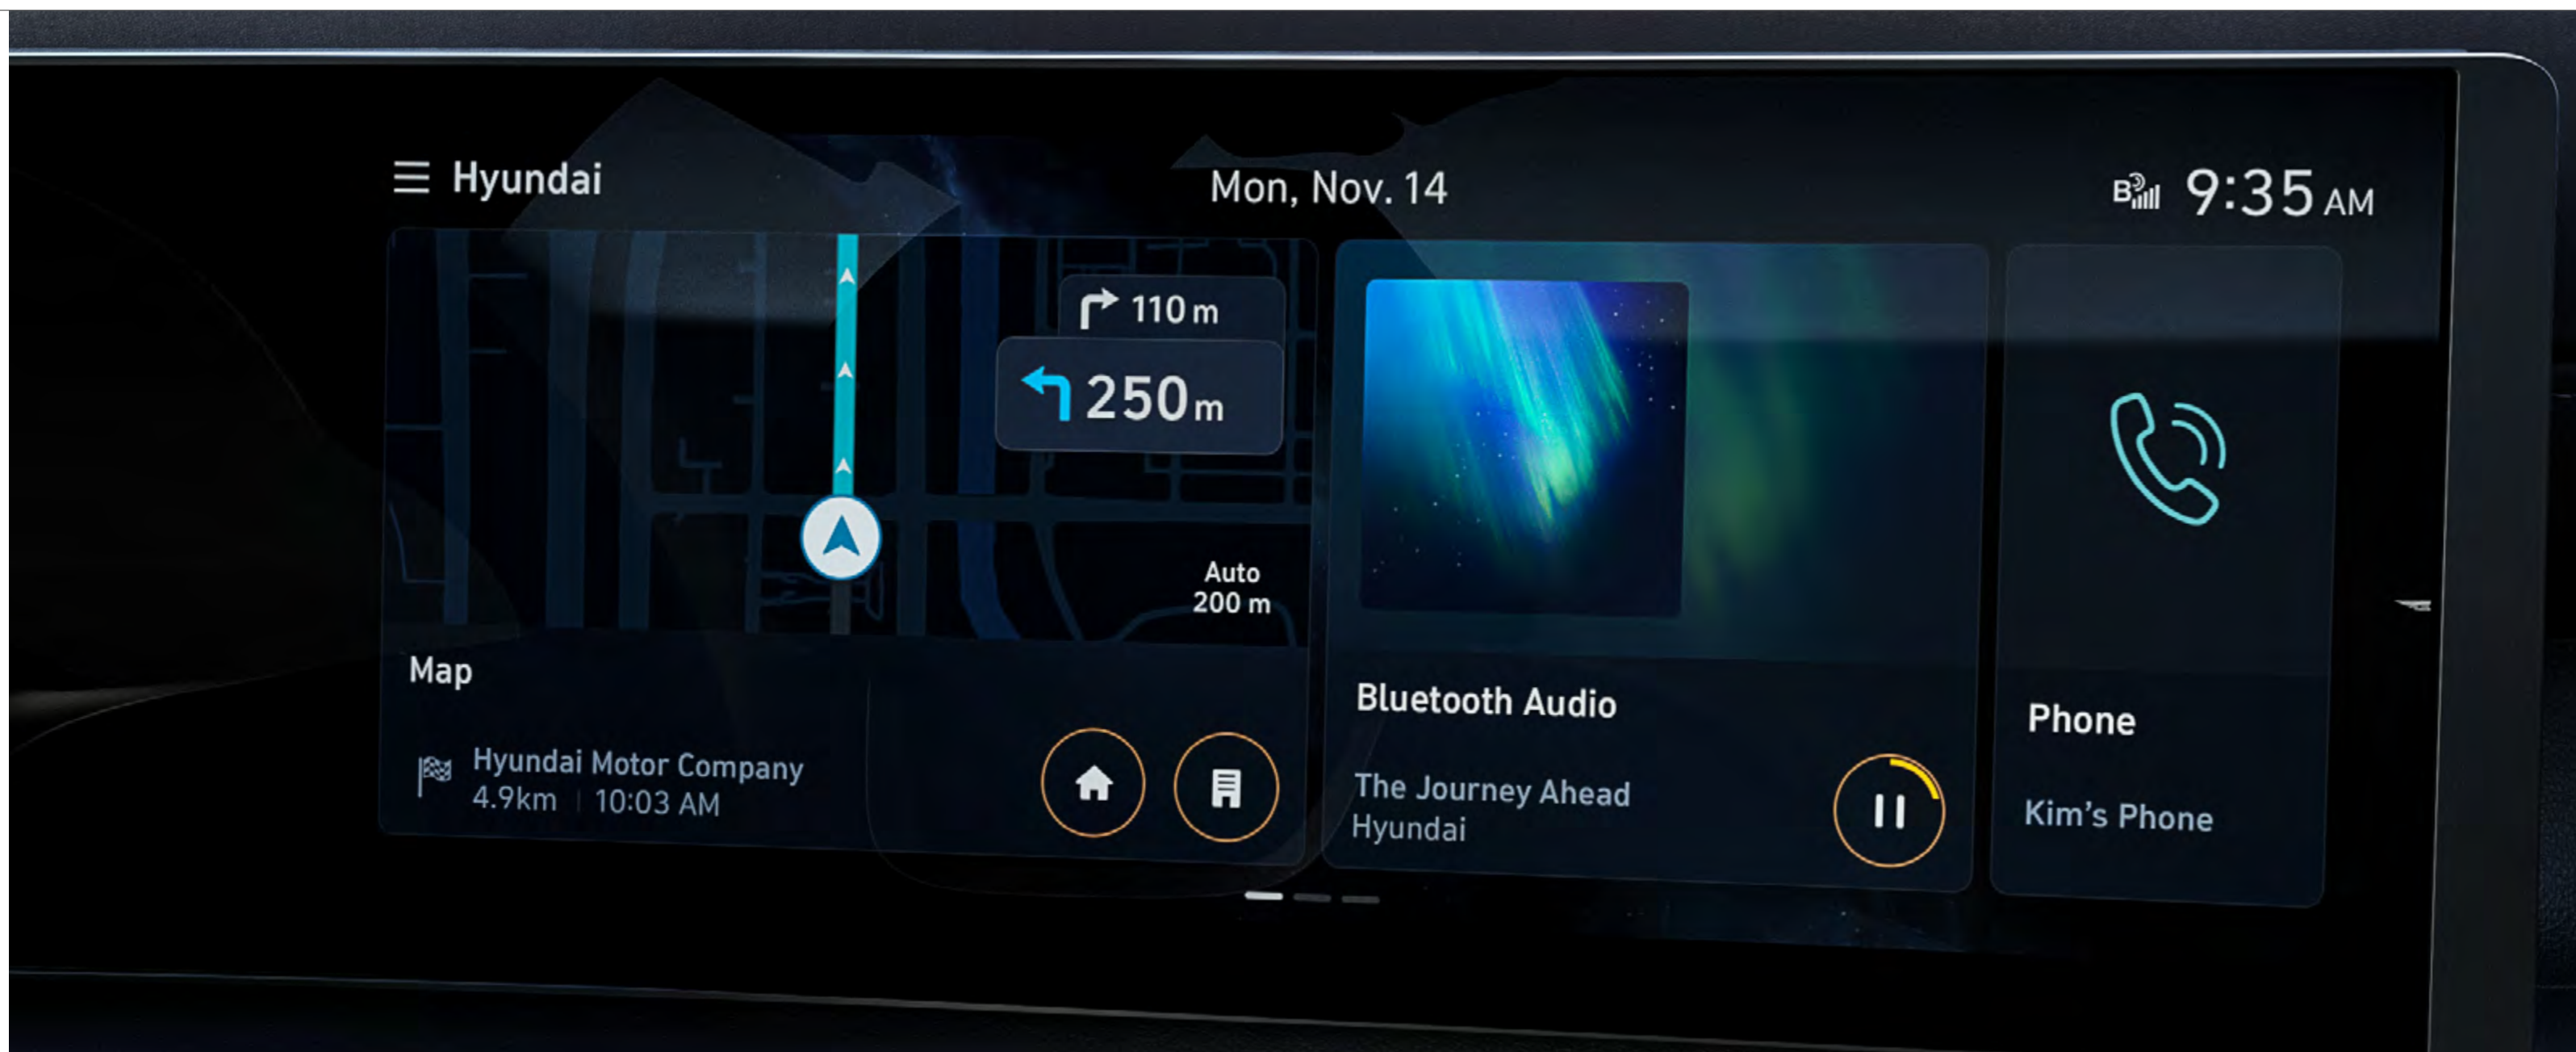 Hyundai
Mon, Nov. 14
B 9:35 AM
110 m
250 m
Auto
200 m
Map
Hyundai Motor Company
4.9km | 10:03 AM
Bluetooth Audio
The Journey Ahead
Hyundai
Phone
Kim's Phone